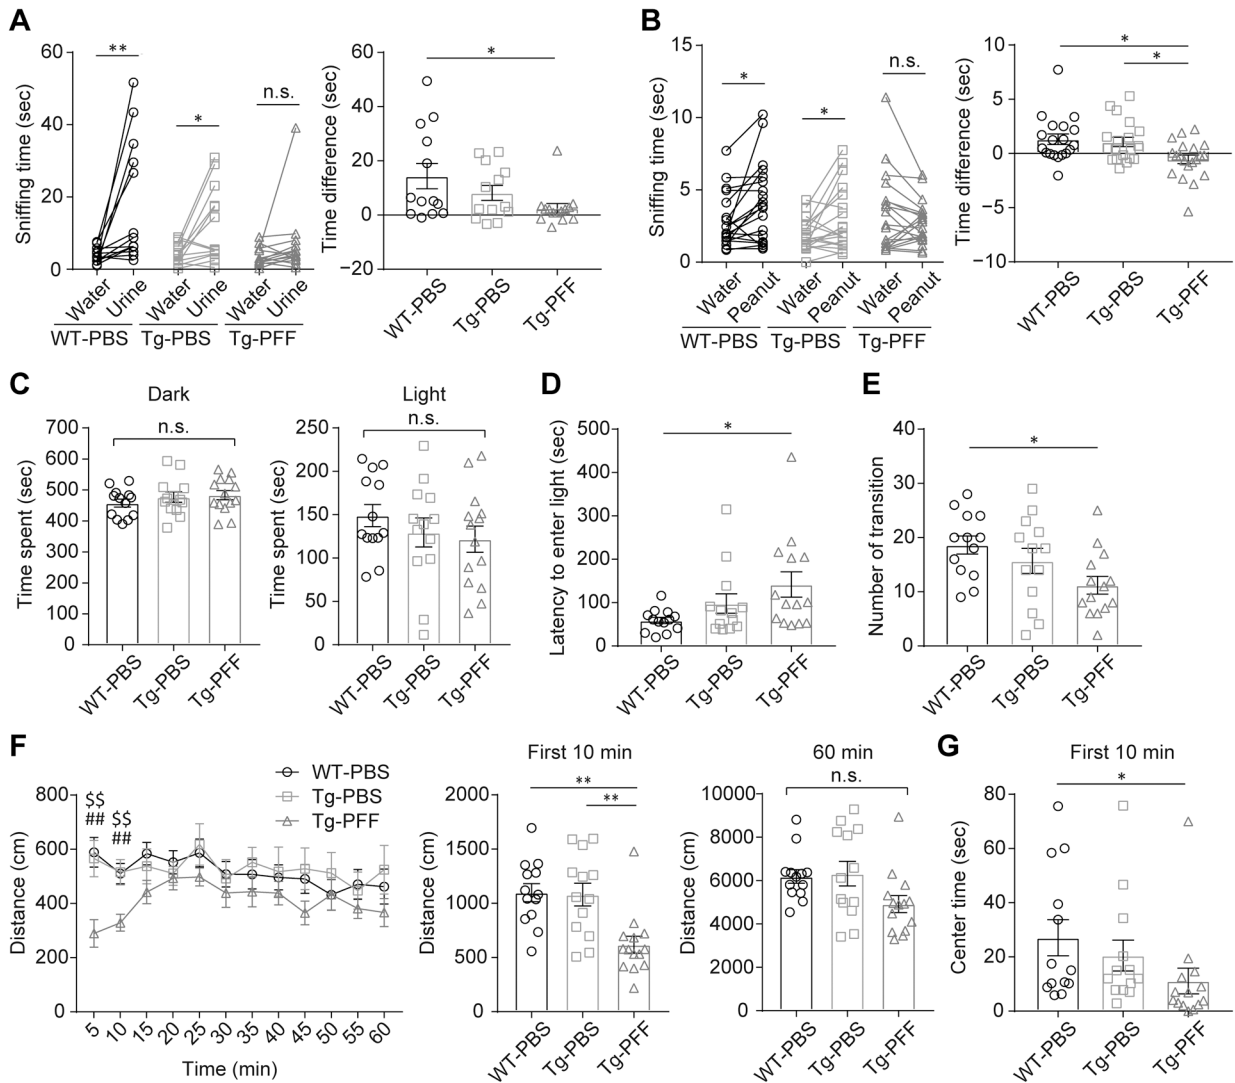 A
Sniffing time (sec)
60
40
20
0
**
*
n.s.
Water
Urine
Water
Urine
Water
Urine
WT-PBS
Tg-PBS
Tg-PFF
Time difference (sec)
60
40
20
0
−20
*
WT-PBS
Tg-PBS
Tg-PFF
B
Sniffing time (sec)
15
10
5
0
*
*
n.s.
Water
Peanut
Water
Peanut
Water
Peanut
WT-PBS
Tg-PBS
Tg-PFF
Time difference (sec)
10
5
0
−5
−10
*
*
WT-PBS
Tg-PBS
Tg-PFF
C
Dark
n.s.
Time spent (sec)
700
600
500
400
300
200
100
0
WT-PBS
Tg-PBS
Tg-PFF
Light
n.s.
Time spent (sec)
250
200
150
100
50
0
WT-PBS
Tg-PBS
Tg-PFF
D
Latency to enter light (sec)
500
400
300
200
100
0
*
WT-PBS
Tg-PBS
Tg-PFF
E
Number of transition
40
30
20
10
0
*
WT-PBS
Tg-PBS
Tg-PFF
F
WT-PBS
Tg-PBS
Tg-PFF
Distance (cm)
800
600
400
200
0
$$
##
$$
##
5 10 15 20 25 30 35 40 45 50 55 60
Time (min)
First 10 min
**
**
Distance (cm)
2000
1500
1000
500
0
WT-PBS
Tg-PBS
Tg-PFF
60 min
n.s.
Distance (cm)
10000
8000
6000
4000
2000
0
WT-PBS
Tg-PBS
Tg-PFF
G
First 10 min
*
Center time (sec)
80
60
40
20
0
WT-PBS
Tg-PBS
Tg-PFF